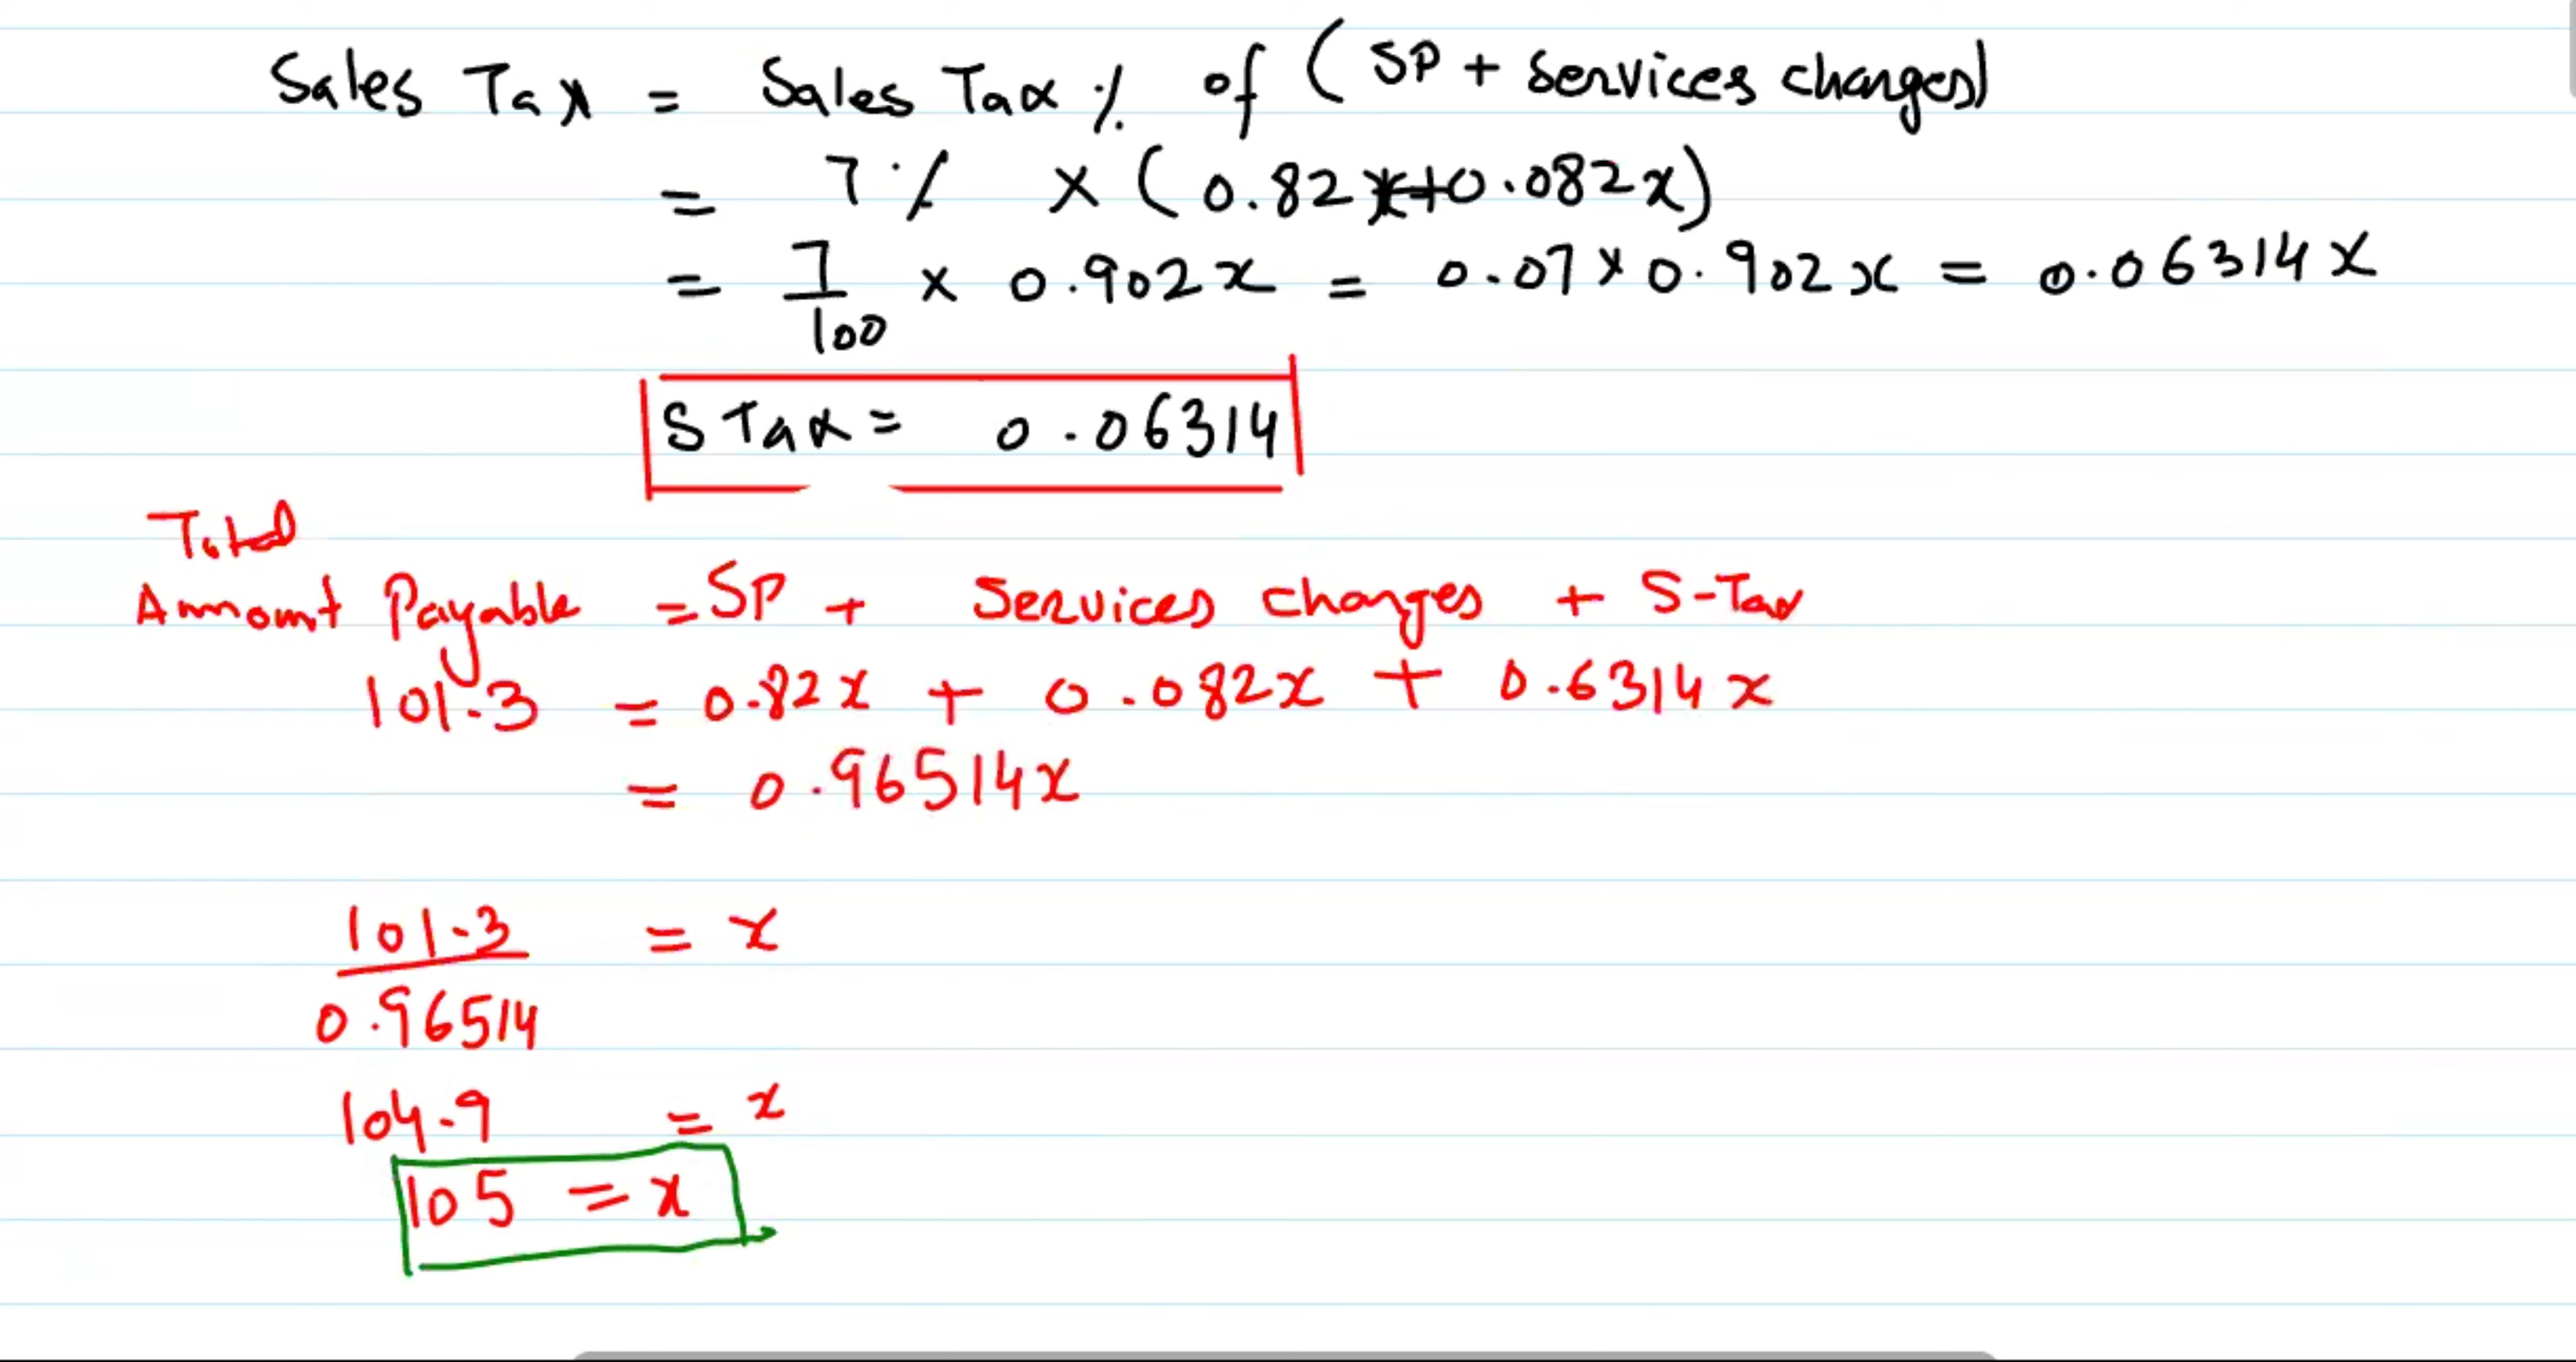 Sales Tax = Sales Tax % of (SP + Services charges)
= 7% × (0.82x+0.082x)
= 7/100 × 0.902x = 0.07 × 0.902x = 0.06314x
S Tax = 0.06314
Total
Amount Payable = SP + Services charges + S-Tax
101.3 = 0.82x + 0.082x + 0.6314x
= 0.96514x
101.3/0.96514 = x
104.9 = x
105 = x